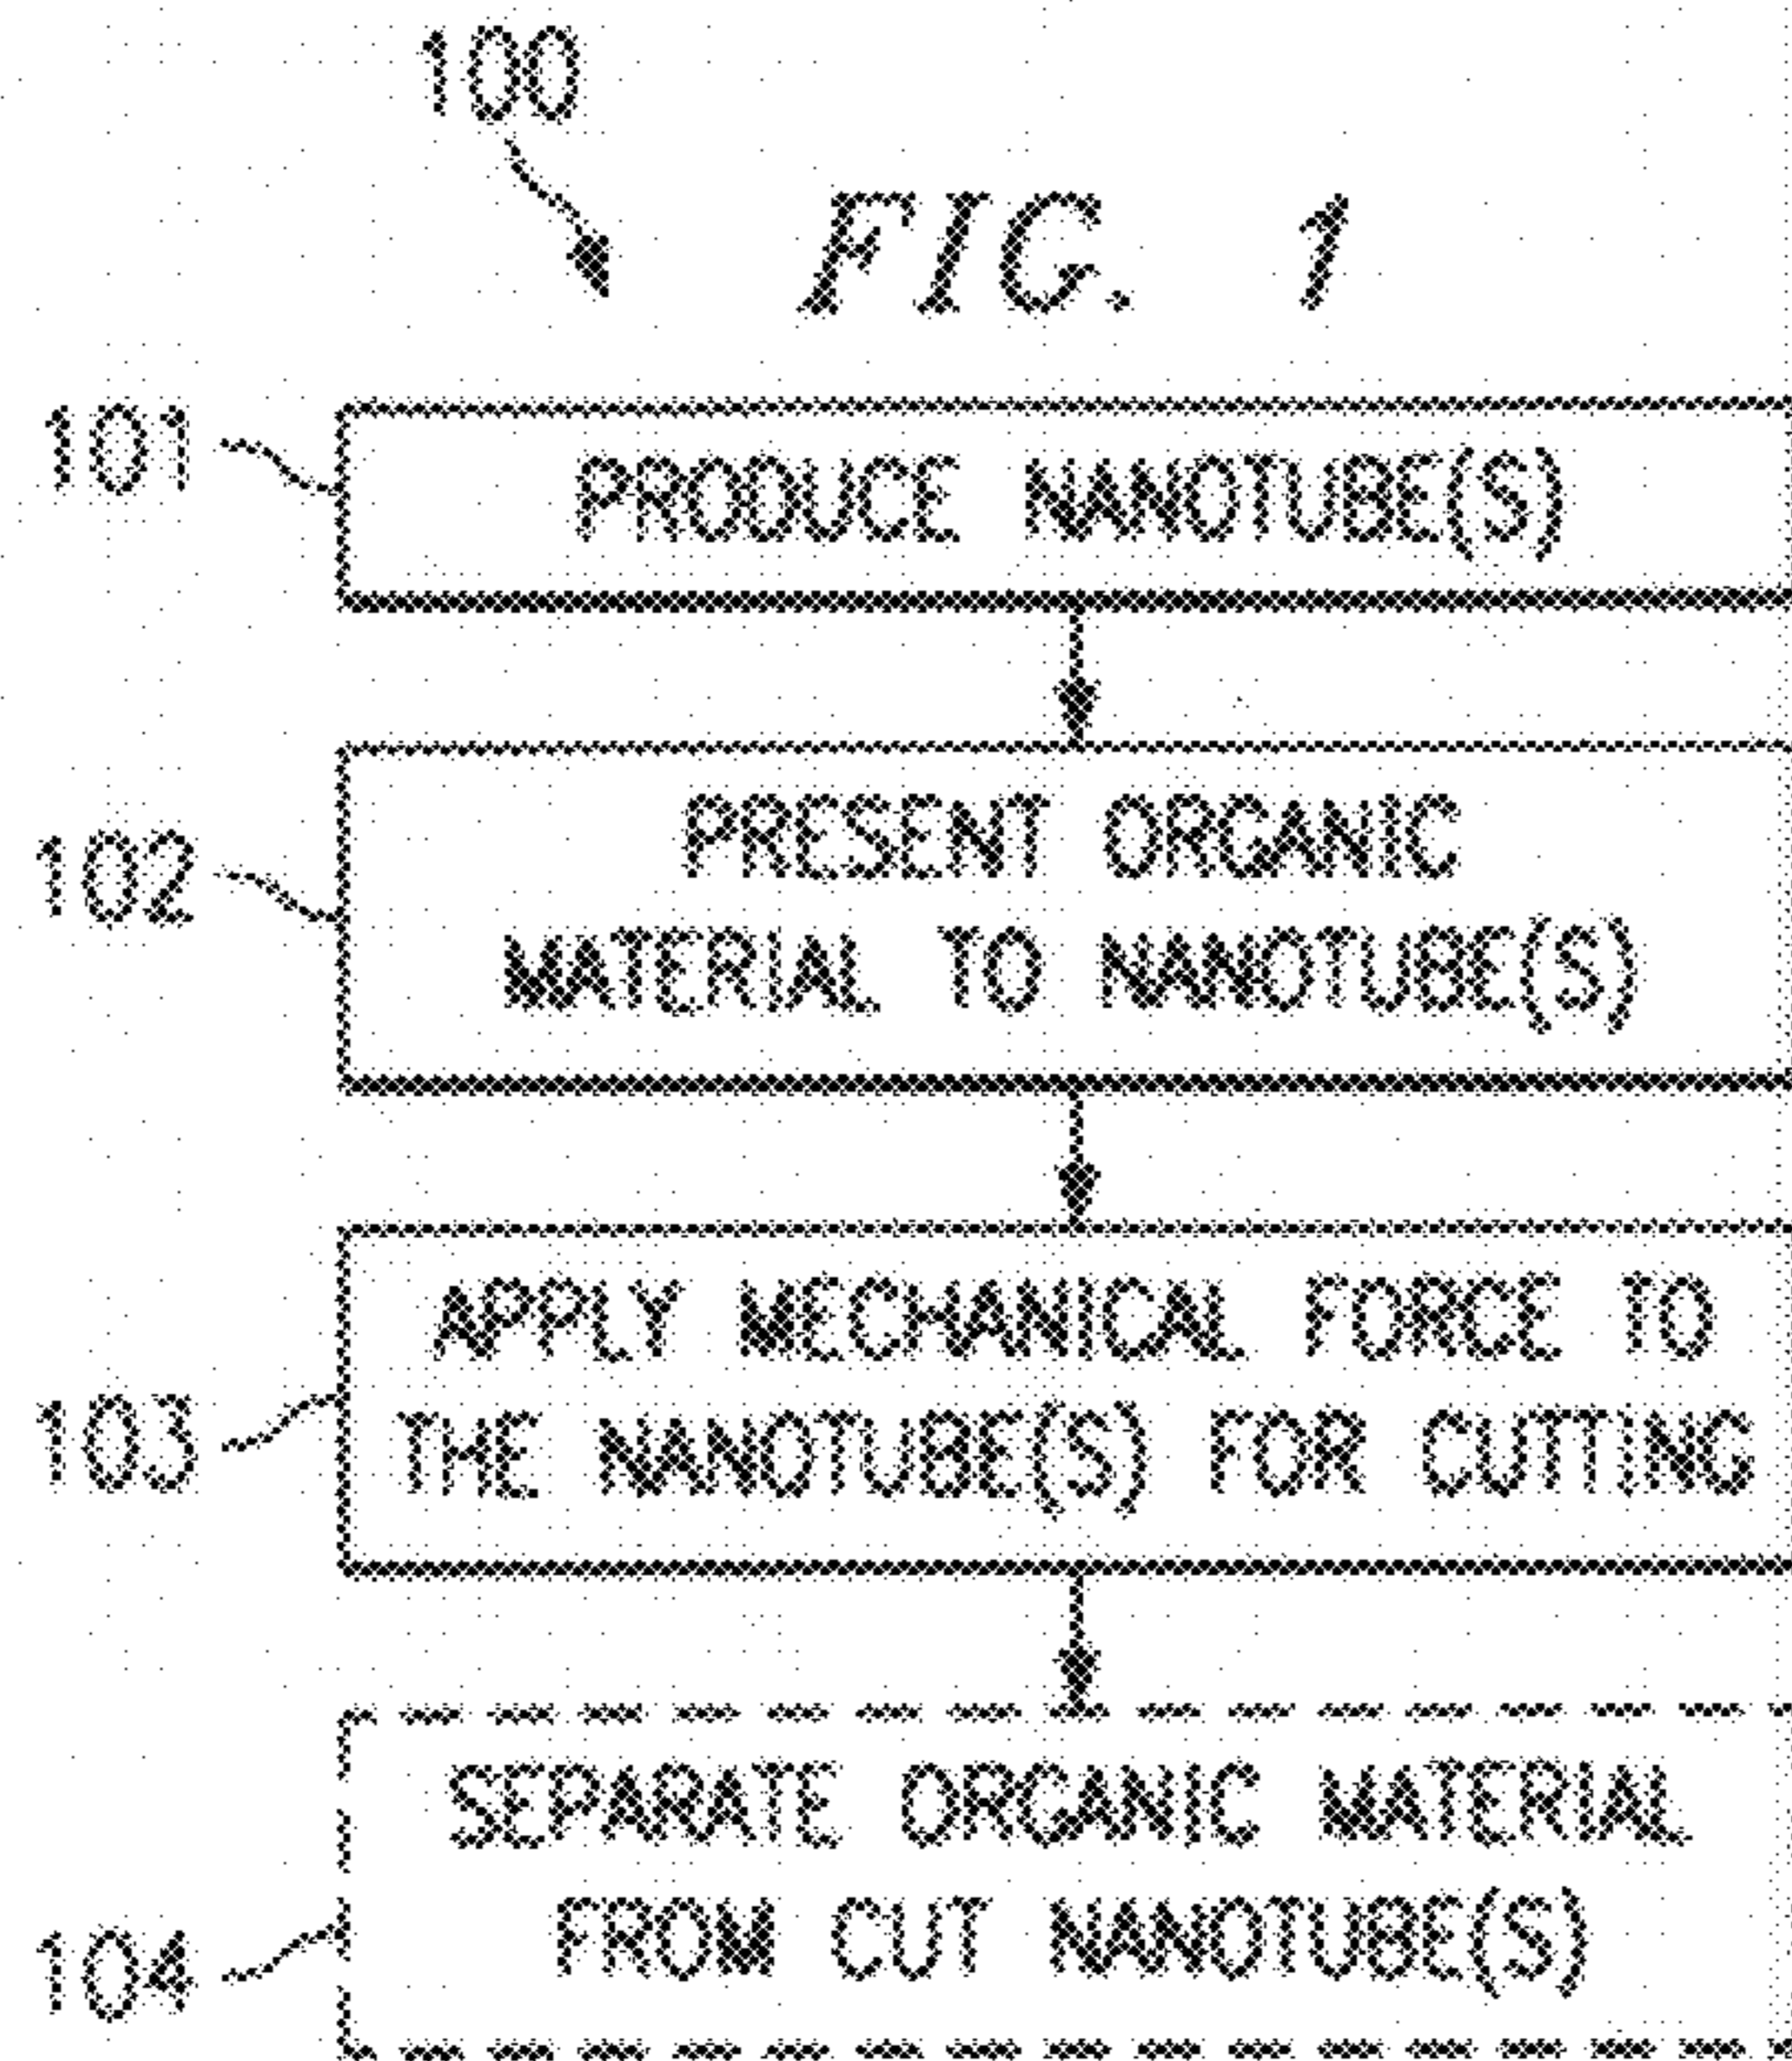 100
FIG. 1
101
PRODUCE NANOTUBE(S)
102
PRESENT ORGANIC
MATERIAL TO NANOTUBE(S)
103
APPLY MECHANICAL FORCE TO
THE NANOTUBE(S) FOR CUTTING
104
SEPARATE ORGANIC MATERIAL
FROM CUT NANOTUBE(S)